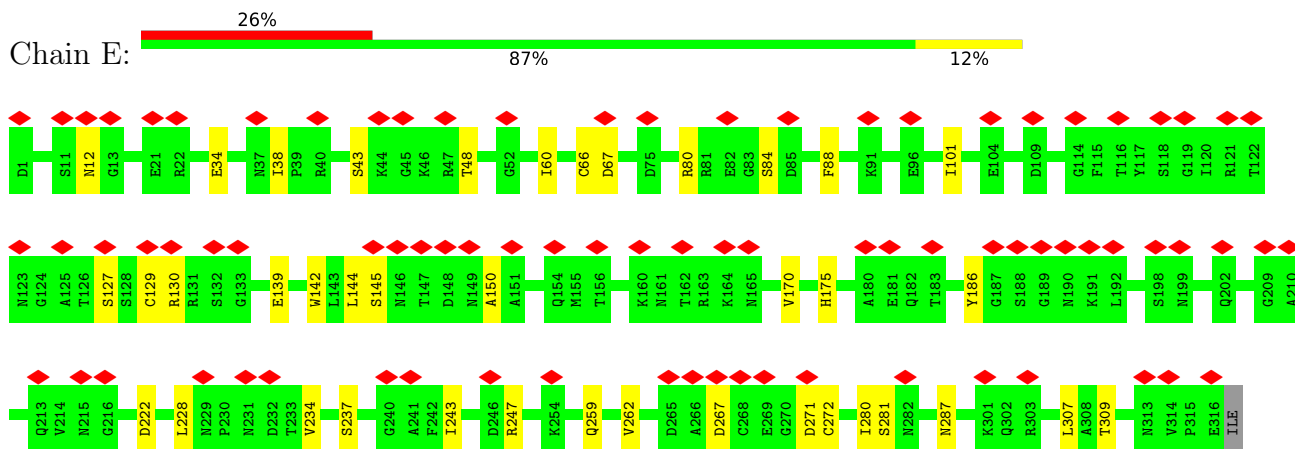 26%
Chain E:
87%
12%
D1 S11 N12 G13 E21 R22 E34 N37 I38 P39 R40 S43 K44 G45 K46 R47 T48 G52 I60 C66 D67 D75 R80 R81 E82 G83 S84 D85 F88 K91 E96 I101 E104 D109 G114 F115 T116 Y117 S118 G119 I120 R121 T122
N123 G124 A125 T126 S127 S128 C129 R130 R131 S132 G133 E139 W142 L143 L144 S145 N146 T147 D148 N149 A150 A151 Q154 M155 T156 K160 N161 T162 R163 K164 N165 V170 H175 A180 E181 Q182 T183 Y186 G187 S188 G189 N190 K191 L192 S198 N199 Q202 G209 A210
Q213 V214 N215 G216 D222 L228 N229 P230 N231 D232 T233 V234 S237 G240 A241 F242 I243 D246 R247 K254 Q259 V262 D265 A266 D267 C268 E269 G270 D271 C272 I280 S281 N282 N287 K301 Q302 R303 L307 A308 T309 N313 V314 P315 E316 ILE